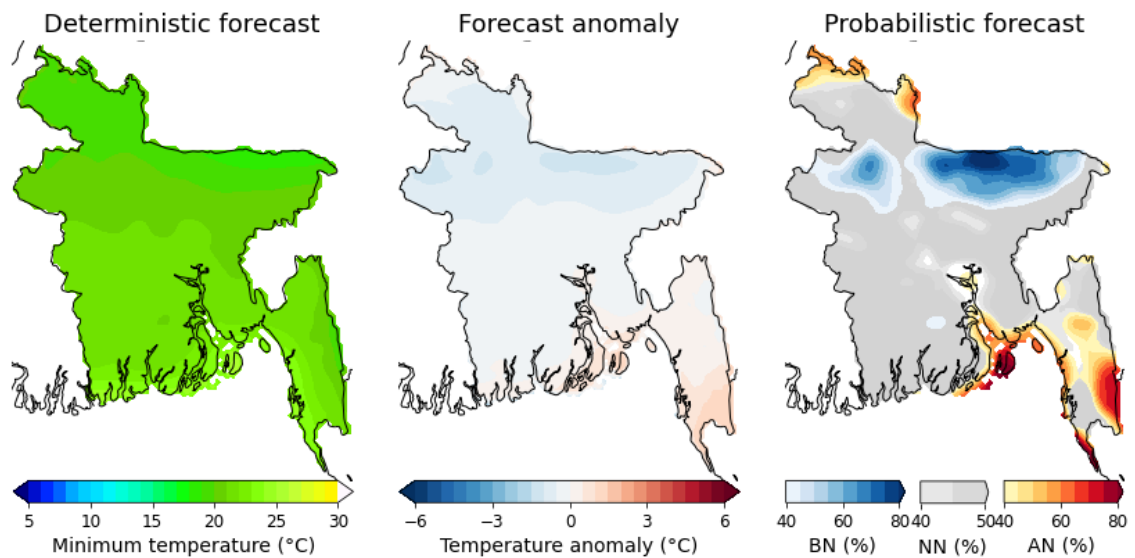 Deterministic forecast Forecast anomaly Probabilistic forecast
5 10 15 20 25 30 −6 −3 0 3 6 40 60 80 40 50 40 60 80
Minimum temperature (°C) Temperature anomaly (°C) BN (%) NN (%) AN (%)